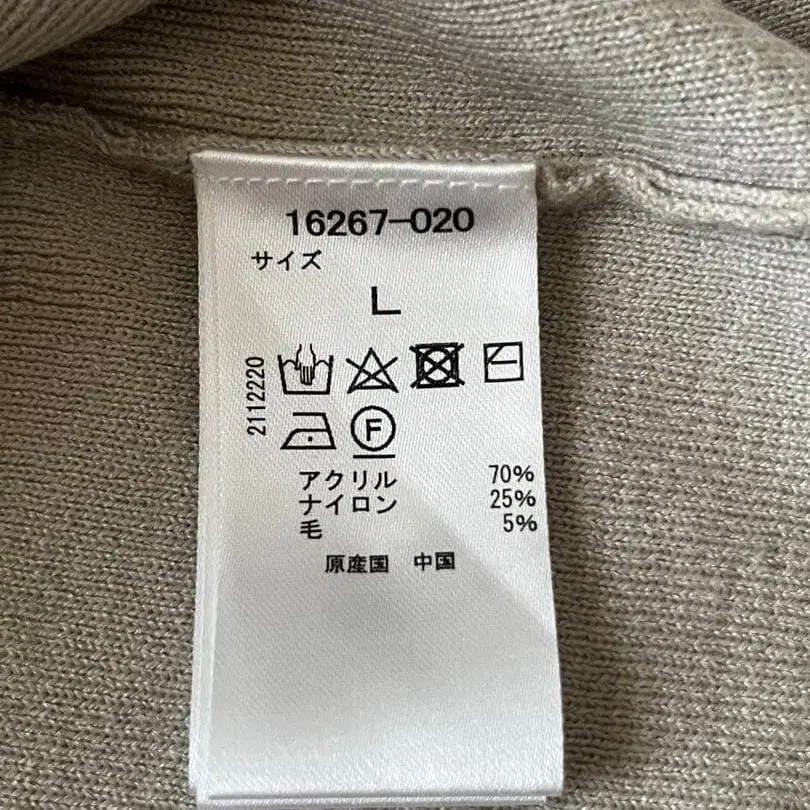 16267-020
サイズ
L
2112220
F
アクリル 70%
ナイロン 25%
毛 5%
原産国 中国